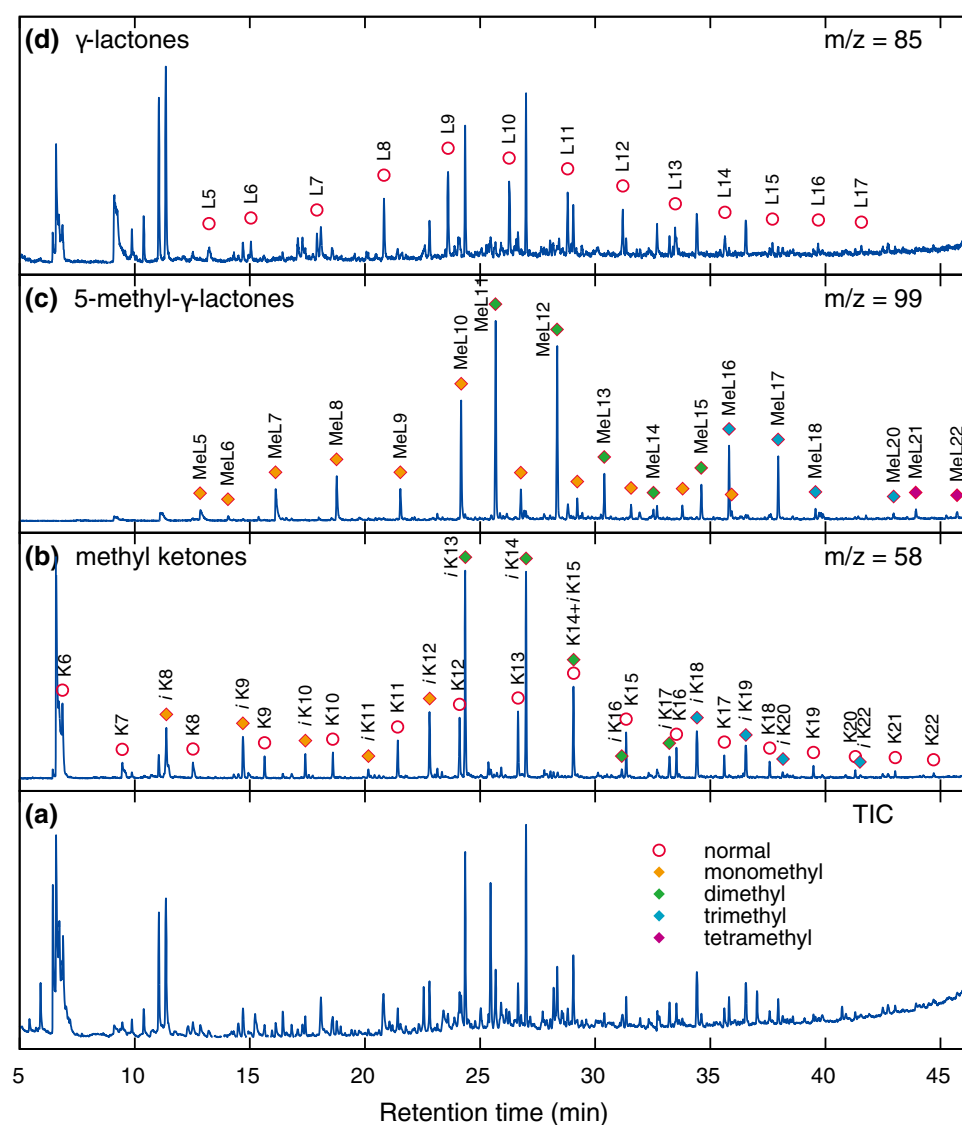 (d) γ-lactones m/z = 85
L5
L6
L7
L8
L9
L10
L11
L12
L13
L14
L15
L16
L17
(c) 5-methyl-γ-lactones m/z = 99
MeL5
MeL6
MeL7
MeL8
MeL9
MeL10
MeL11
MeL12
MeL13
MeL14
MeL15
MeL16
MeL17
MeL18
MeL20
MeL21
MeL22
(b) methyl ketones m/z = 58
K6
K7
i K8
K8
i K9
K9
i K10
K10
i K11
K11
i K12
K12
i K13
K13
i K14
K14+i K15
i K16
K15
i K17
K16
i K18
K17
i K19
K18
i K20
K19
K20
i K22
K21
K22
(a) TIC
normal
monomethyl
dimethyl
trimethyl
tetramethyl
5 10 15 20 25 30 35 40 45
Retention time (min)